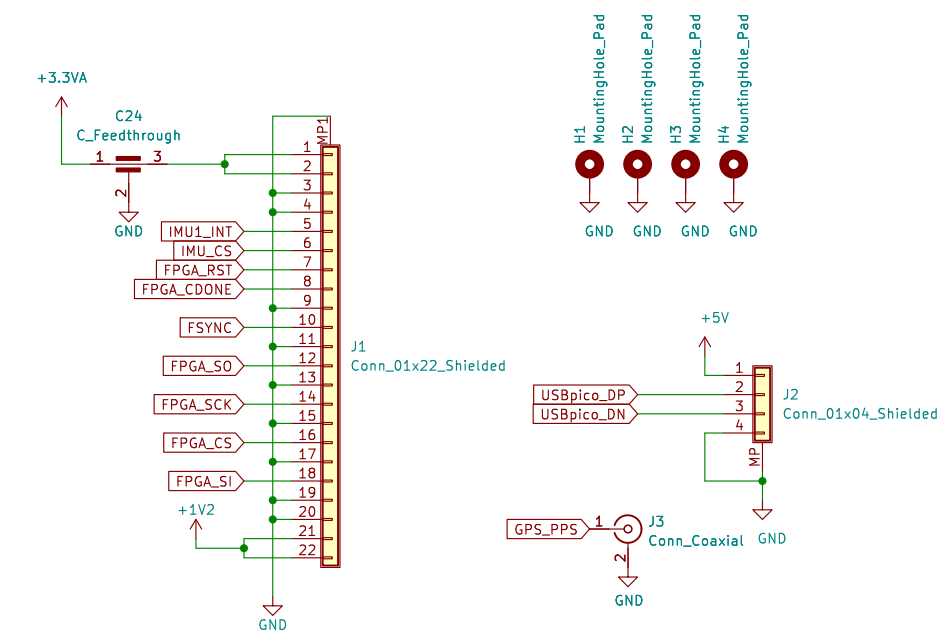 +3.3VA
C24
C_Feedthrough
1
3
2
GND
MP1
1
2
3
4
5
6
7
8
9
10
11
12
13
14
15
16
17
18
19
20
21
22
IMU1_INT
IMU_CS
FPGA_RST
FPGA_CDONE
FSYNC
FPGA_SO
FPGA_SCK
FPGA_CS
FPGA_SI
+1V2
GND
J1
Conn_01x22_Shielded
H1
MountingHole_Pad
GND
H2
MountingHole_Pad
GND
H3
MountingHole_Pad
GND
H4
MountingHole_Pad
GND
+5V
1
2
3
4
USBpico_DP
USBpico_DN
J2
Conn_01x04_Shielded
MP
GND
GPS_PPS
1
J3
Conn_Coaxial
2
GND